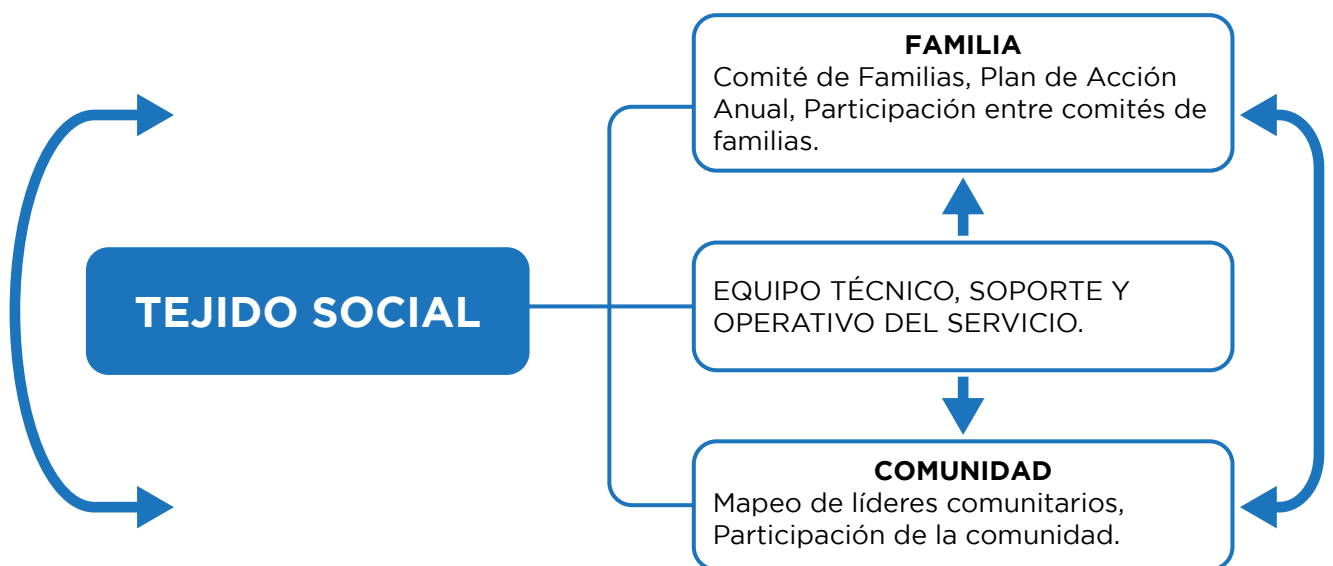 FAMILIA
Comité de Familias, Plan de Acción
Anual, Participación entre comités de
familias.
TEJIDO SOCIAL
EQUIPO TÉCNICO, SOPORTE Y
OPERATIVO DEL SERVICIO.
COMUNIDAD
Mapeo de líderes comunitarios,
Participación de la comunidad.